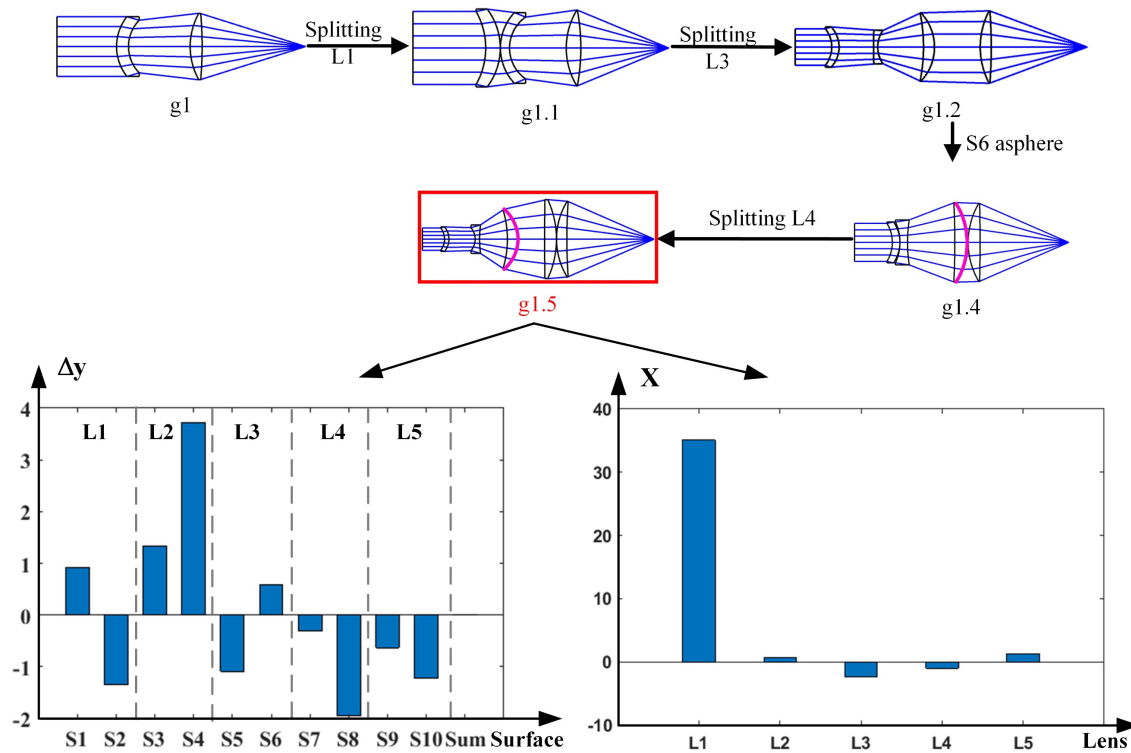 Splitting
L1
Splitting
L3
g1
g1.1
g1.2
S6 asphere
Splitting L4
g1.5
g1.4
Δy
4
3
2
1
0
-1
-2
L1 L2 L3 L4 L5
S1 S2 S3 S4 S5 S6 S7 S8 S9 S10 Sum Surface
X
40
30
20
10
0
-10
L1 L2 L3 L4 L5 Lens